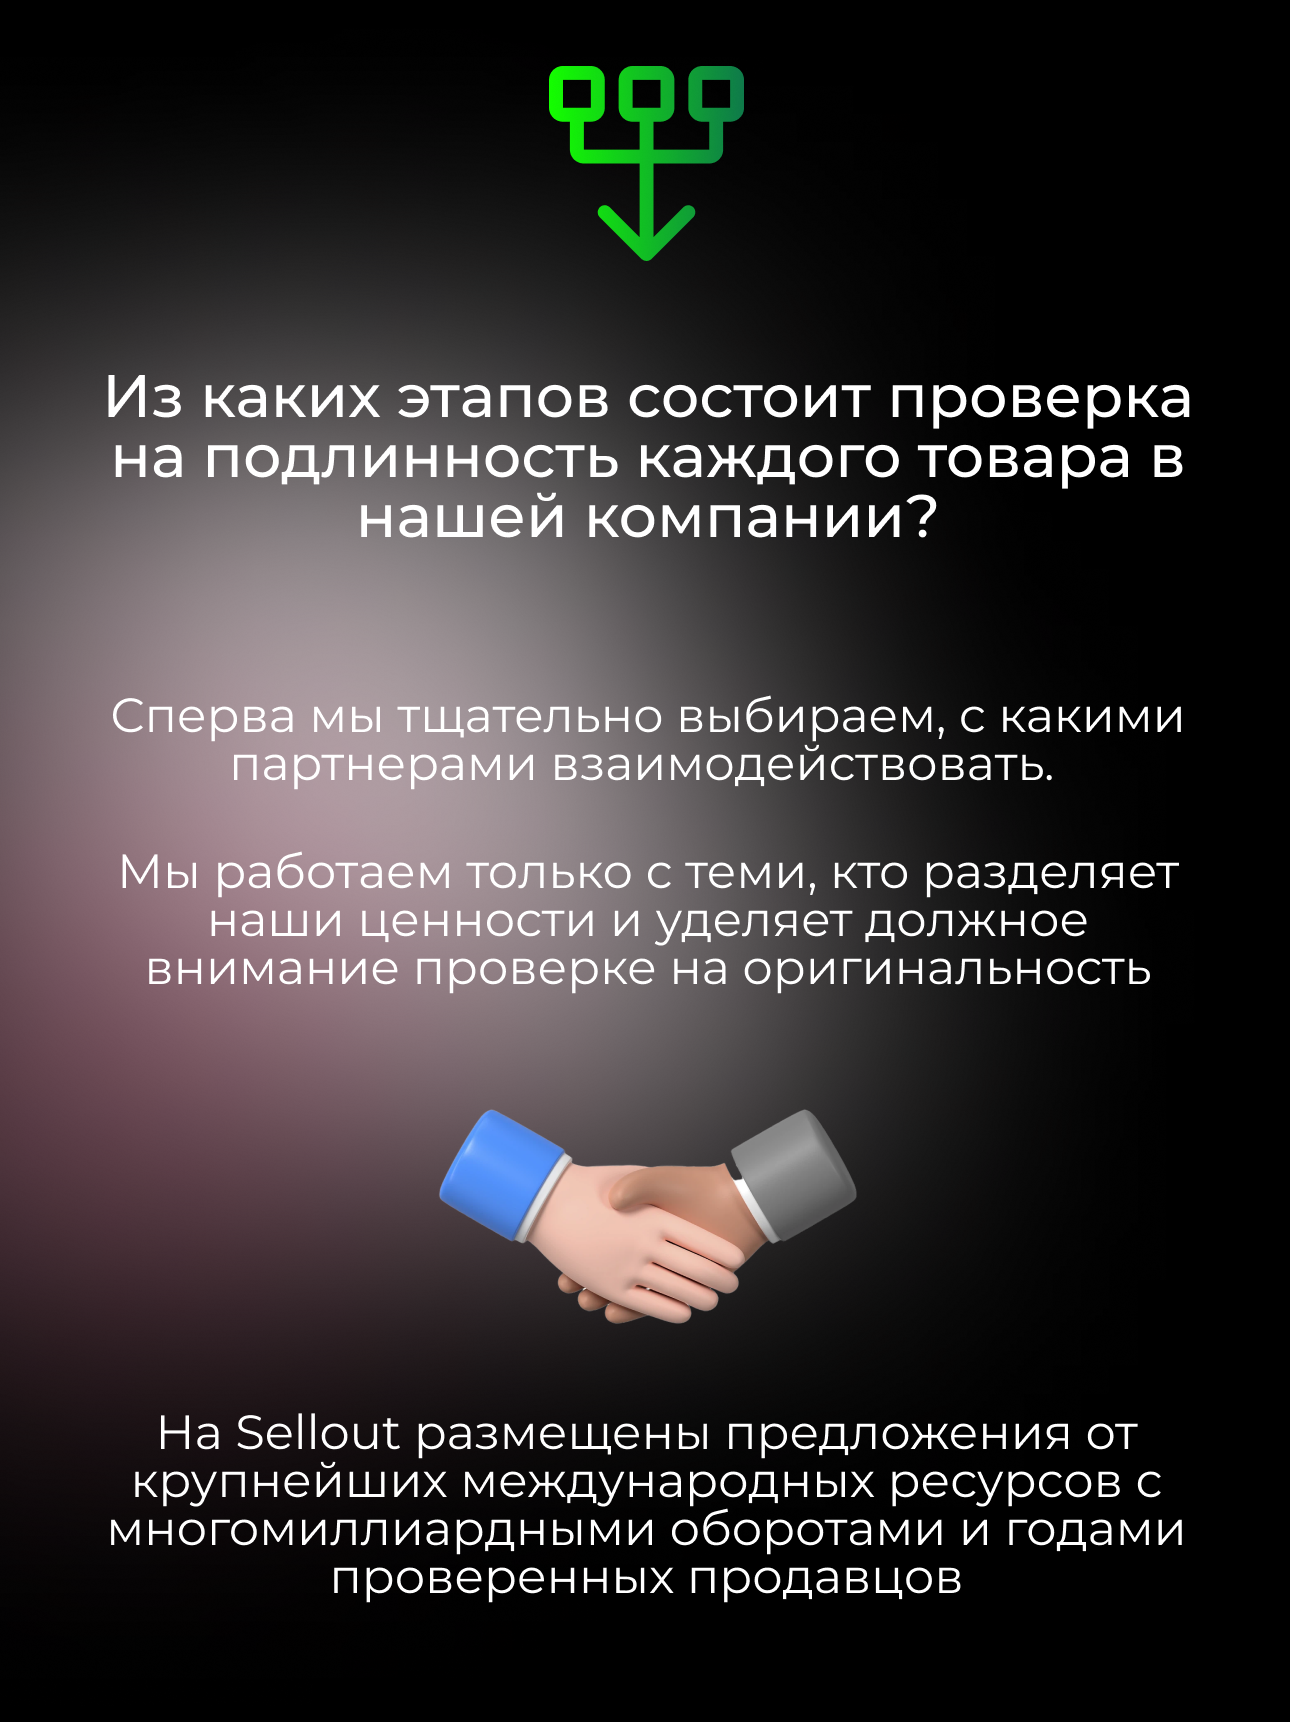 Из каких этапов состоит проверка
на подлинность каждого товара в
нашей компании?
Сперва мы тщательно выбираем, с какими
партнерами взаимодействовать.
Мы работаем только с теми, кто разделяет
наши ценности и уделяет должное
внимание проверке на оригинальность
На Sellout размещены предложения от
крупнейших международных ресурсов с
многомиллиардными оборотами и годами
проверенных продавцов